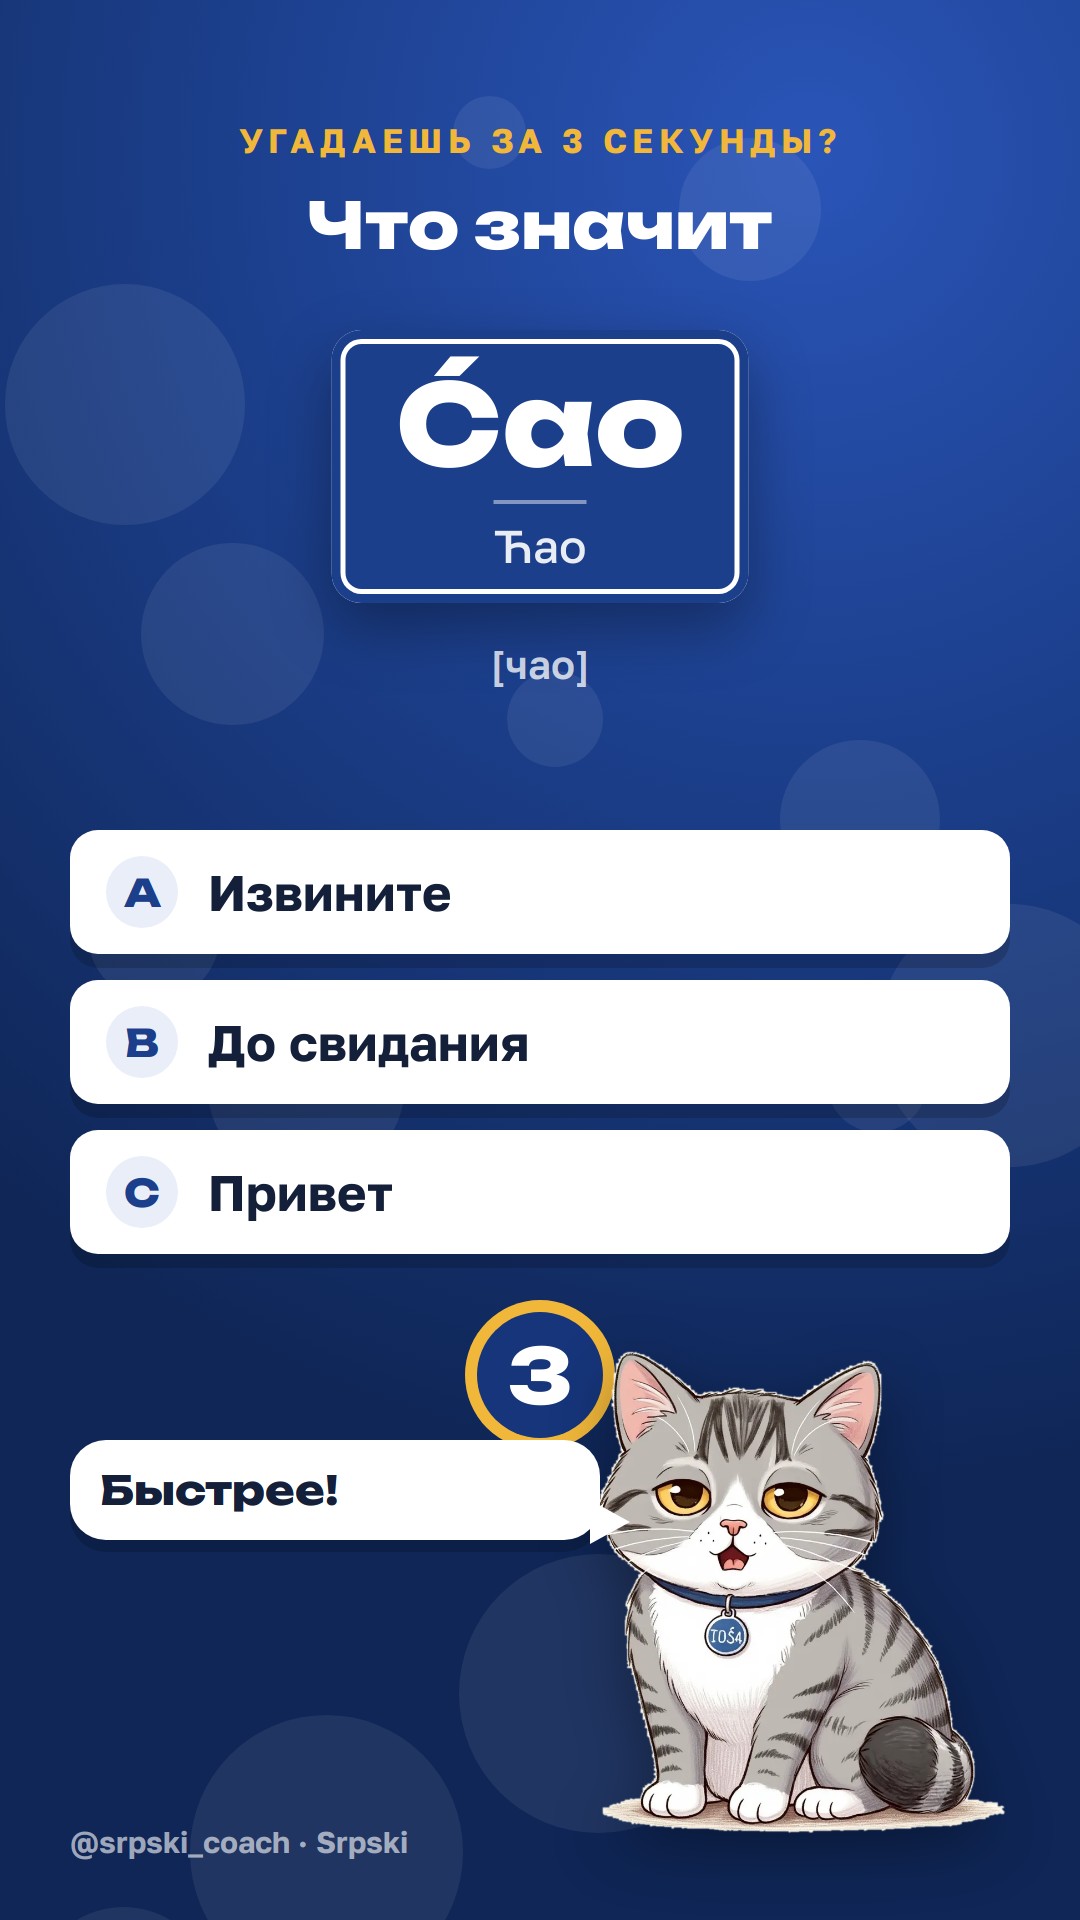 УГАДАЕШЬ ЗА 3 СЕКУНДЫ?
Что значит
Ćao
Ћао
[чао]
A Извините
B До свидания
C Привет
3
Быстрее!
TOŠA
@srpski_coach · Srpski